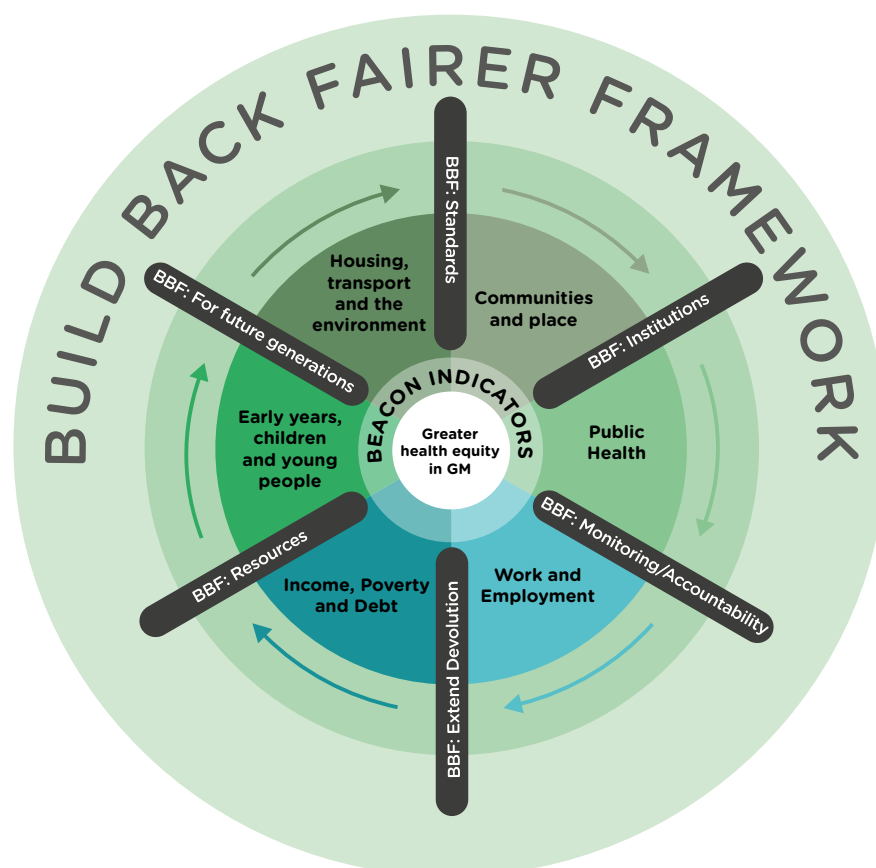 BUILD BACK FAIRER FRAMEWORK
BBF: Standards
Communities
and place
BBF: Institutions
Public
Health
BBF: Monitoring/Accountability
Work and
Employment
BBF: Extend Devolution
Income, Poverty
and Debt
BBF: Resources
Early years,
children
and young
people
BBF: For future generations
Housing,
transport
and the
environment
BEACON INDICATORS
Greater
health equity
in GM